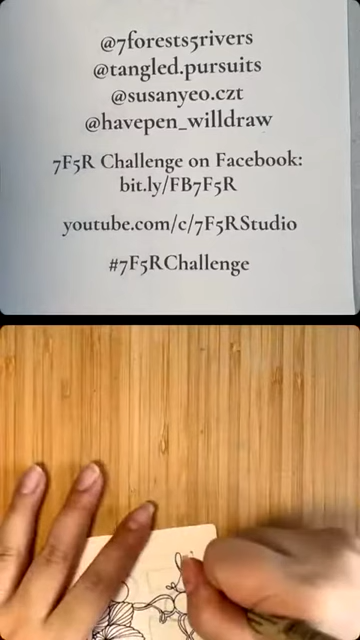 @7forests5rivers
@tangled.pursuits
@susanyeo.czt
@havepen_willdraw
7F5R Challenge on Facebook:
bit.ly/FB7F5R
youtube.com/c/7F5RStudio
#7F5RChallenge